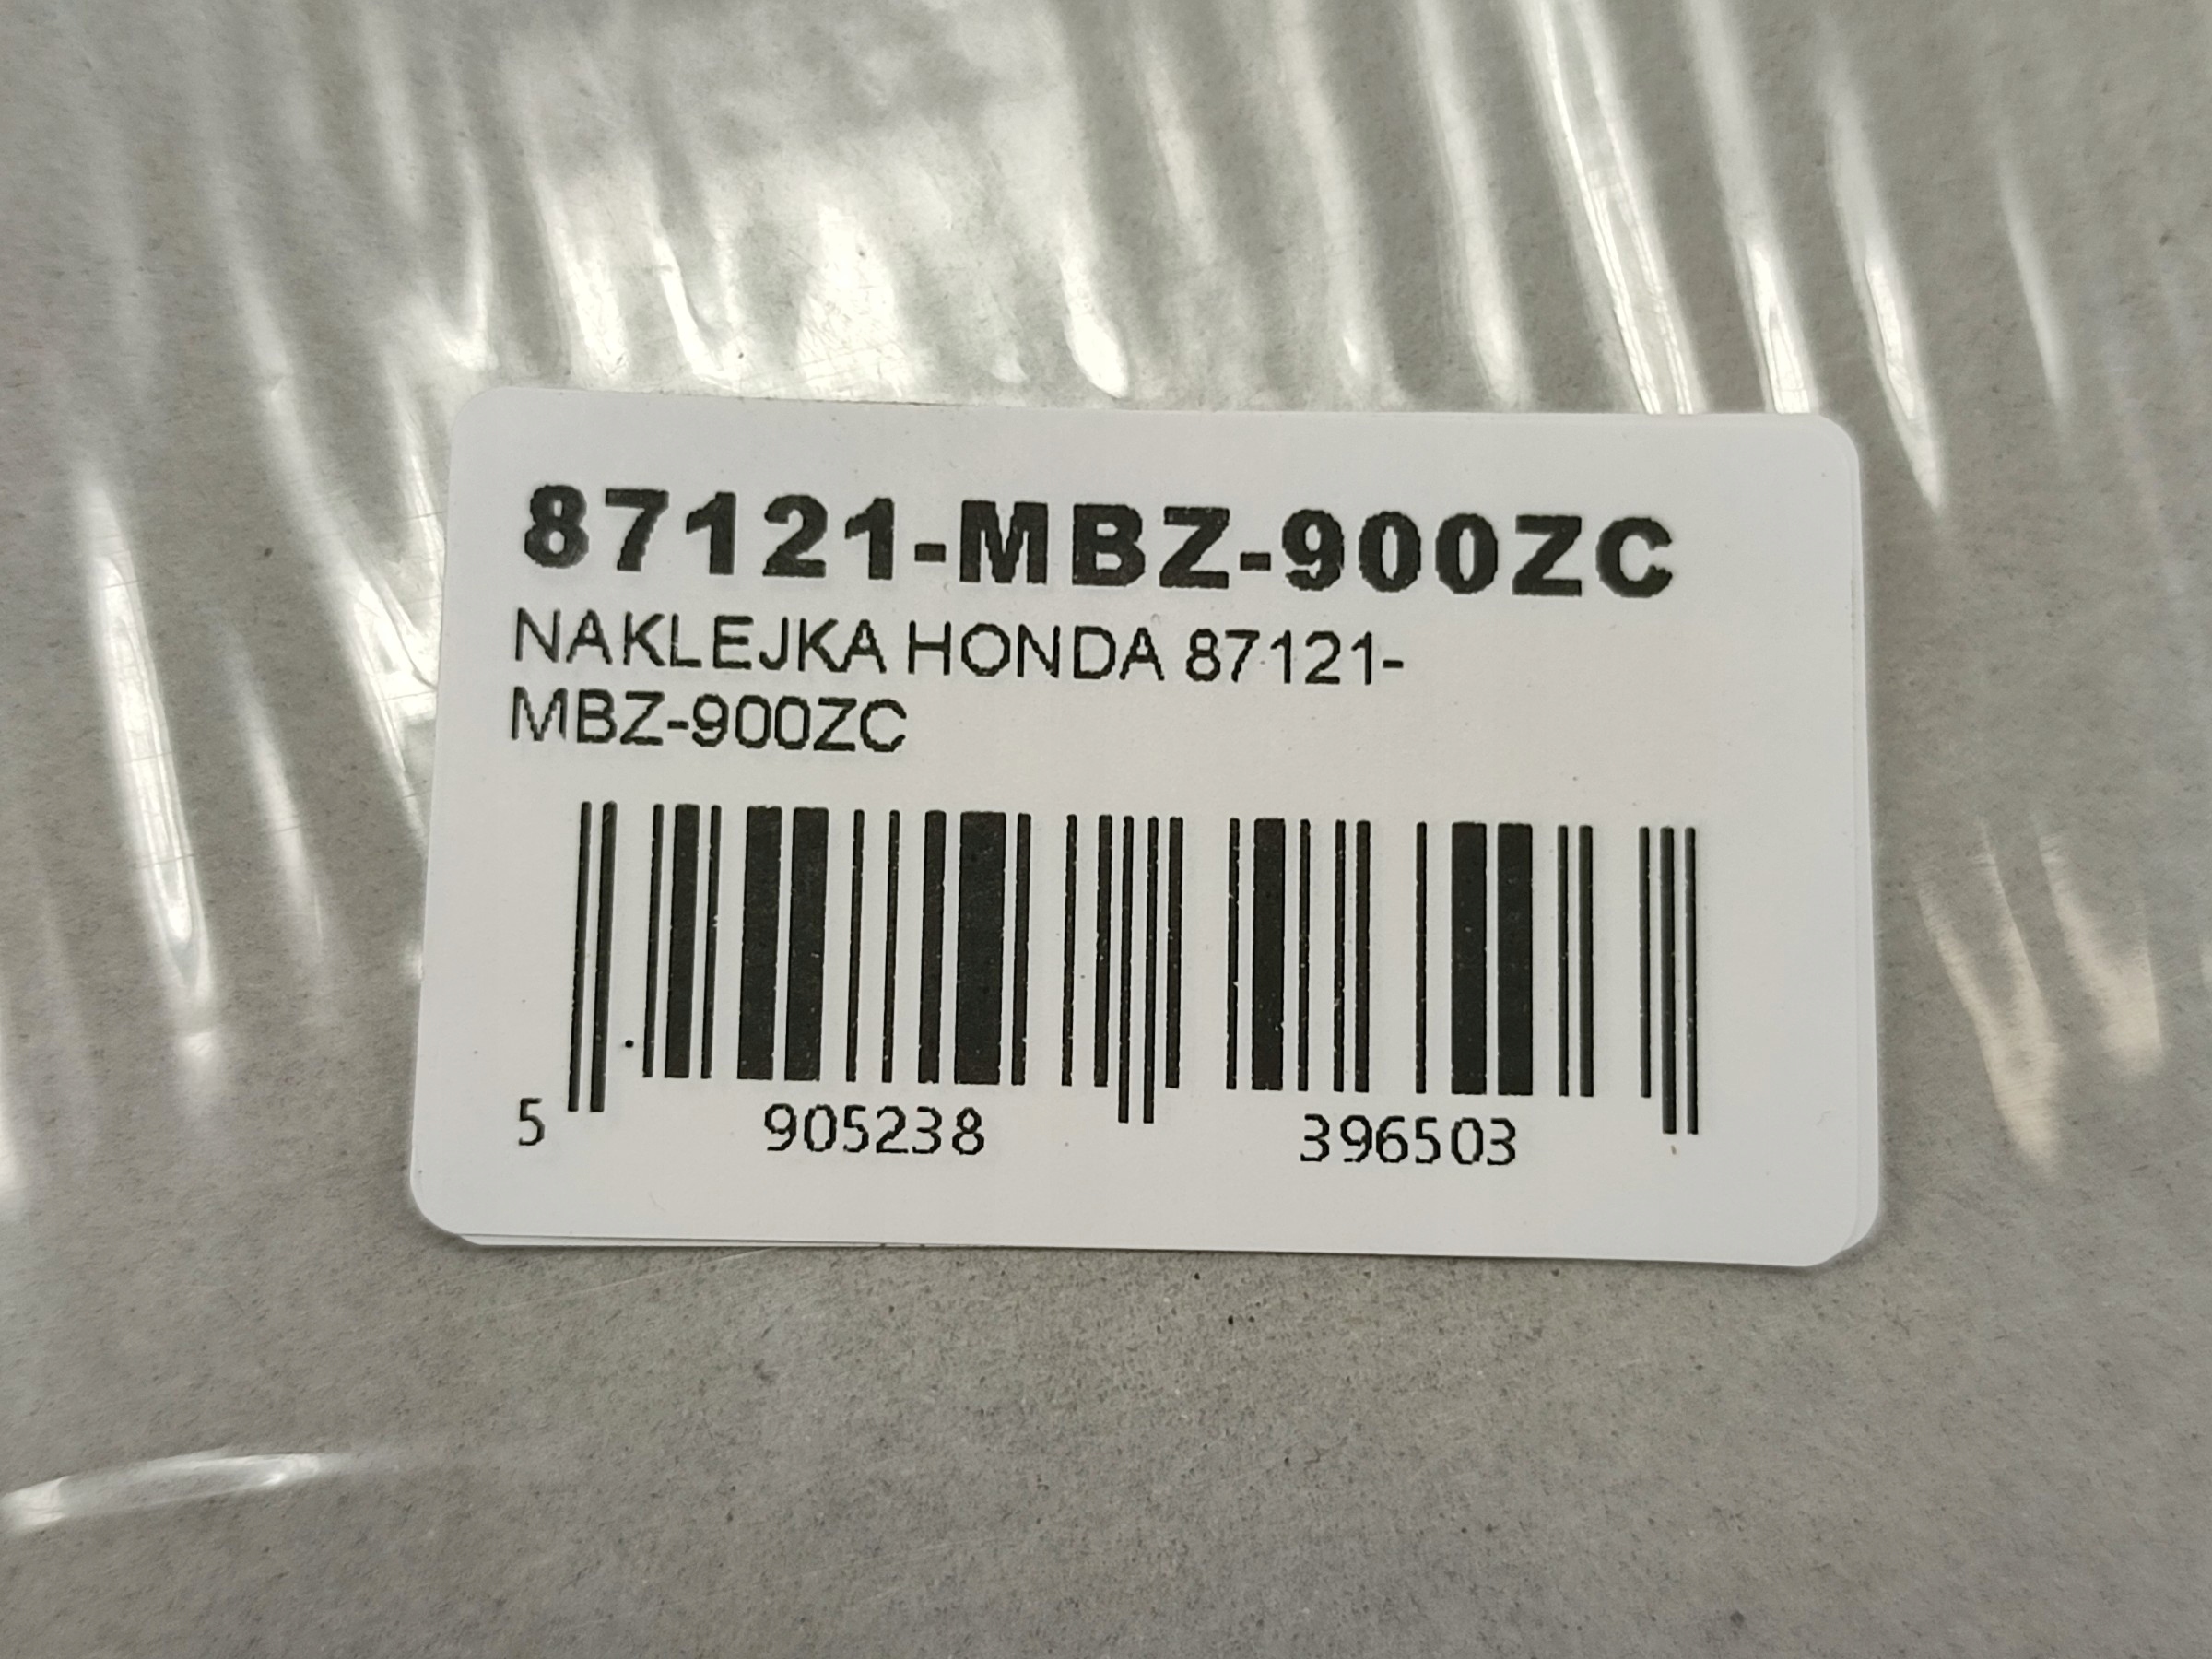 87121-MBZ-900ZC
NAKLEJKA HONDA 87121-
MBZ-900ZC
5 905238 396503